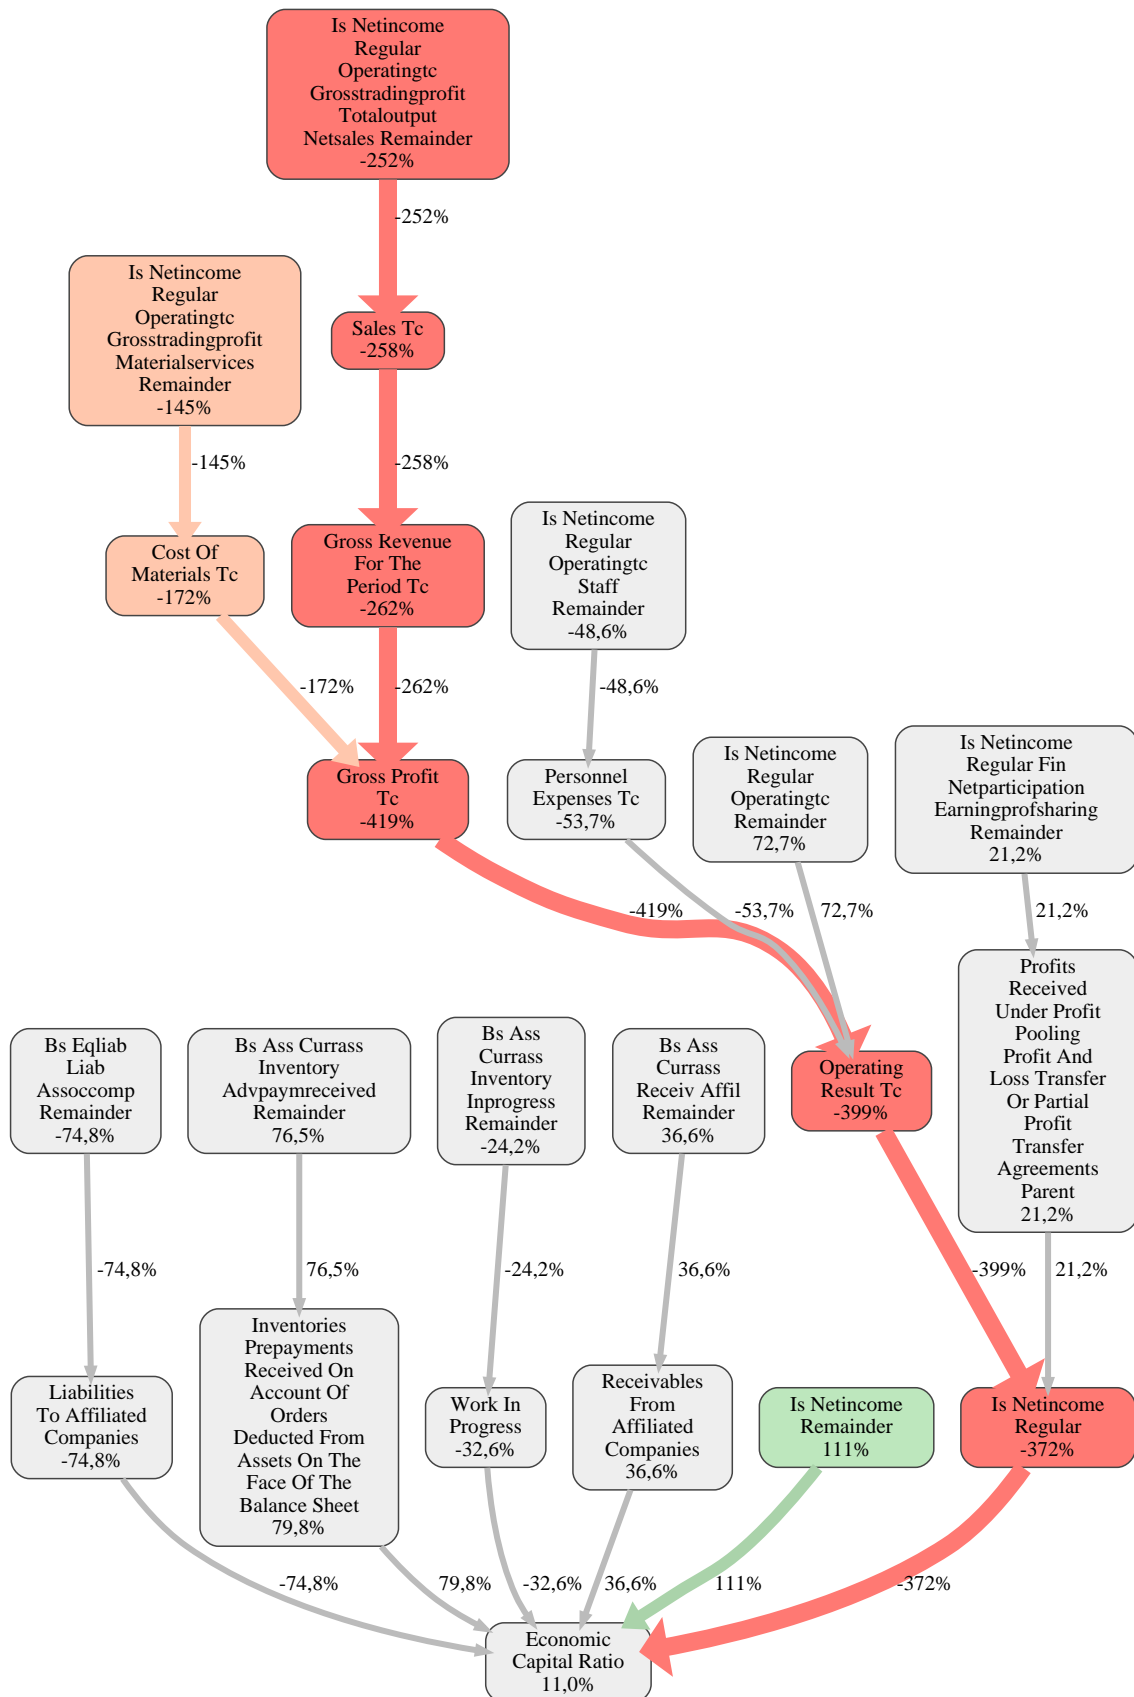 Is Netincome
Regular
Operatingtc
Grosstradingprofit
Totaloutput
Netsales Remainder
-252%
-252%
Is Netincome
Regular
Operatingtc
Grosstradingprofit
Materialservices
Remainder
-145%
Sales Tc
-258%
-145%
-258%
Cost Of
Materials Tc
-172%
Gross Revenue
For The
Period Tc
-262%
Is Netincome
Regular
Operatingtc
Staff
Remainder
-48,6%
-172%
-262%
-48,6%
Gross Profit
Tc
-419%
Personnel
Expenses Tc
-53,7%
Is Netincome
Regular
Operatingtc
Remainder
72,7%
Is Netincome
Regular Fin
Netparticipation
Earningprofsharing
Remainder
21,2%
-419%
-53,7%
72,7%
21,2%
Bs Eqliab
Liab
Assoccomp
Remainder
-74,8%
Bs Ass Currass
Inventory
Advpaymreceived
Remainder
76,5%
Bs Ass
Currass
Inventory
Inprogress
Remainder
-24,2%
Bs Ass
Currass
Receiv Affil
Remainder
36,6%
Operating
Result Tc
-399%
Profits
Received
Under Profit
Pooling
Profit And
Loss Transfer
Or Partial
Profit
Transfer
Agreements
Parent
21,2%
-74,8%
76,5%
-24,2%
36,6%
-399%
21,2%
Liabilities
To Affiliated
Companies
-74,8%
Inventories
Prepayments
Received On
Account Of
Orders
Deducted From
Assets On The
Face Of The
Balance Sheet
79,8%
Work In
Progress
-32,6%
Receivables
From
Affiliated
Companies
36,6%
Is Netincome
Remainder
111%
Is Netincome
Regular
-372%
-74,8%
79,8%
-32,6%
36,6%
111%
-372%
Economic
Capital Ratio
11,0%